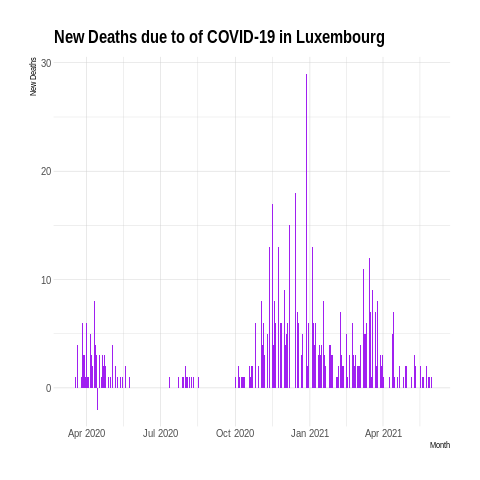 New Deaths due to of COVID-19 in Luxembourg
New Deaths
30
20
10
0
Apr 2020 Jul 2020 Oct 2020 Jan 2021 Apr 2021
Month